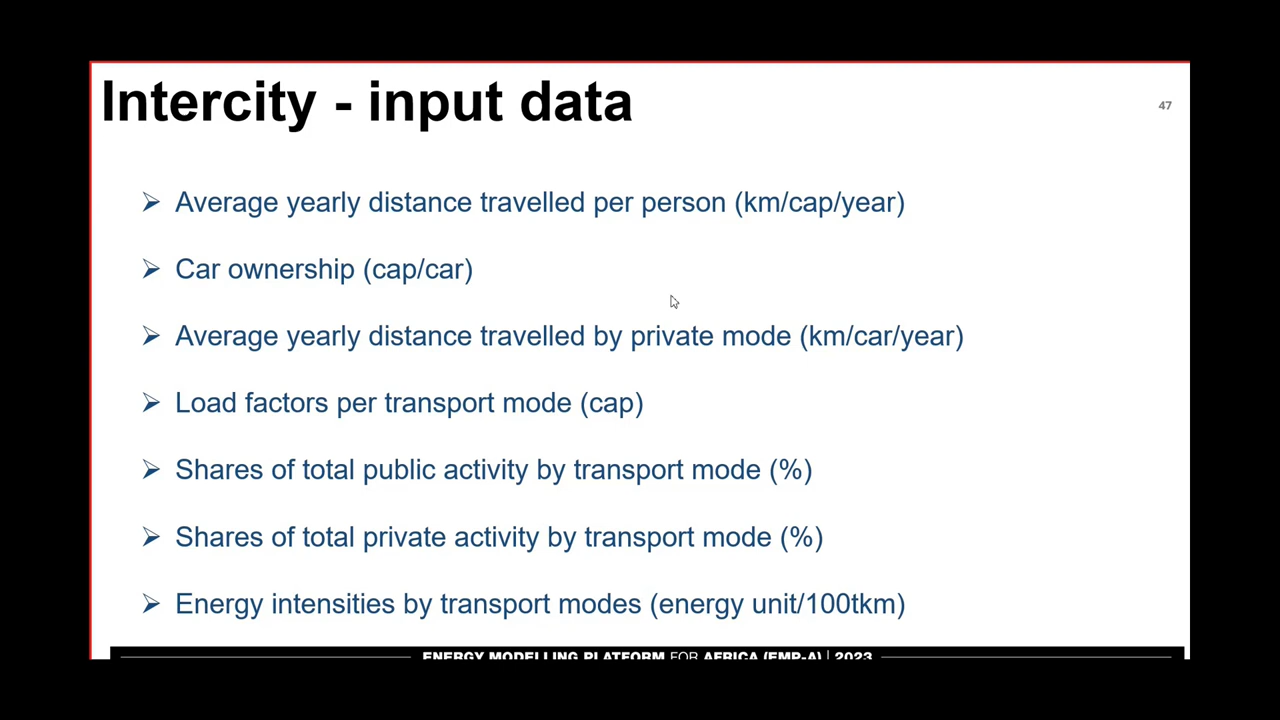 Intercity - input data
47
Average yearly distance travelled per person (km/cap/year)
Car ownership (cap/car)
Average yearly distance travelled by private mode (km/car/year)
Load factors per transport mode (cap)
Shares of total public activity by transport mode (%)
Shares of total private activity by transport mode (%)
Energy intensities by transport modes (energy unit/100tkm)
ENERGY MODELLING PLATFORM FOR AFRICA (EMP-A) | 2023